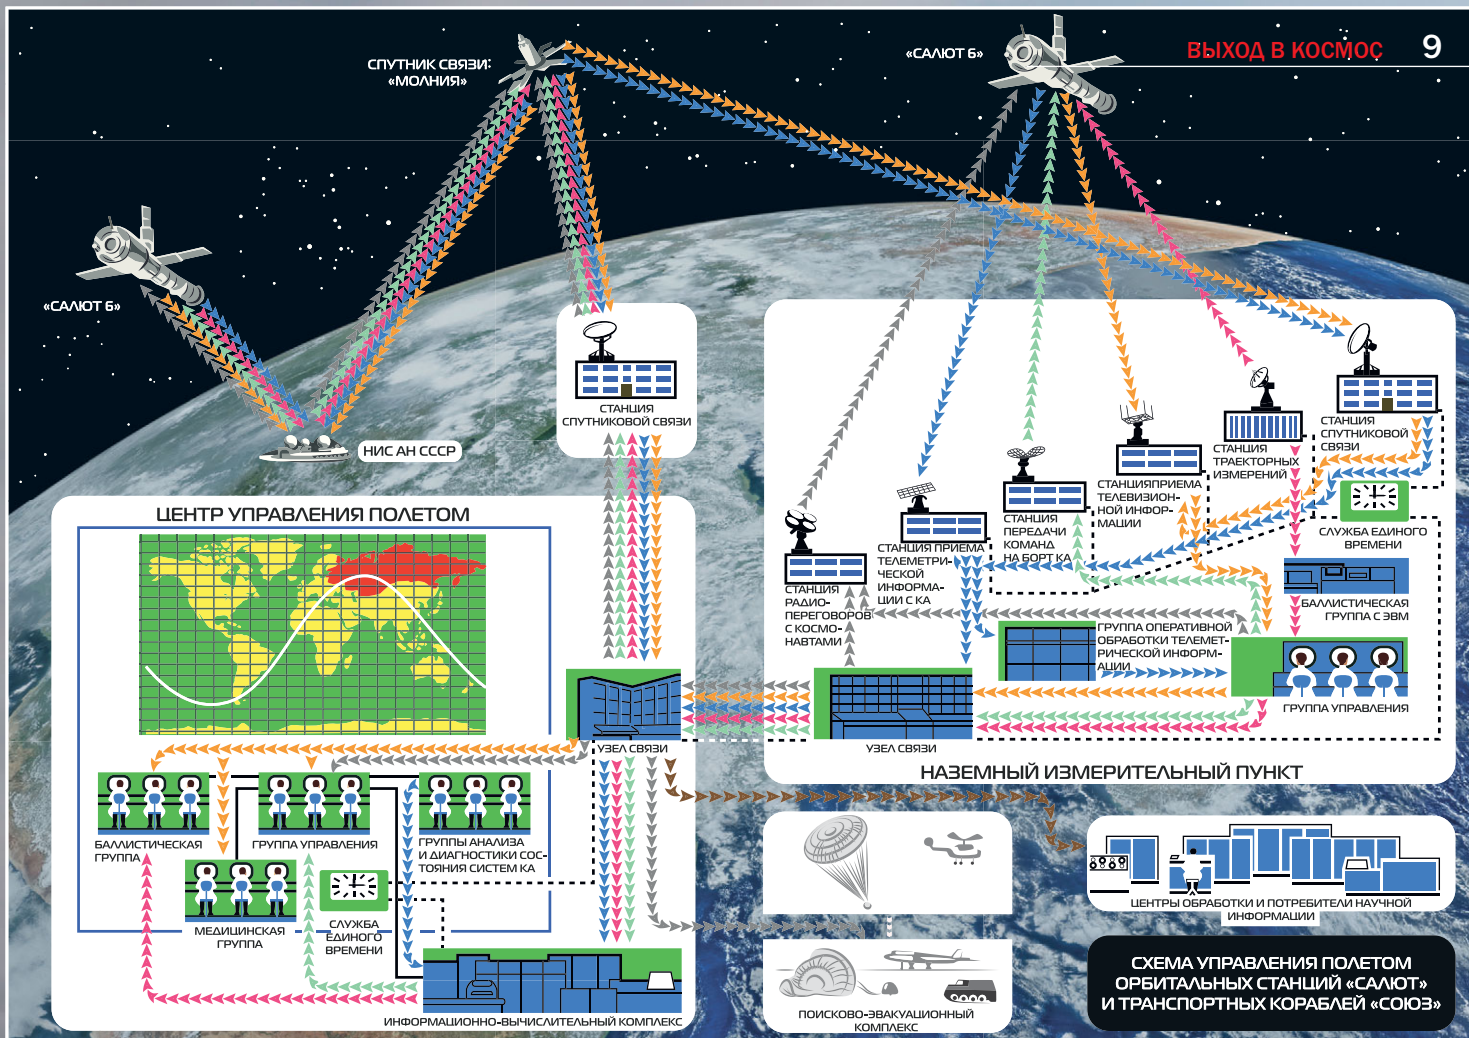 ВЫХОД В КОСМОС 9
СПУТНИК СВЯЗИ:
«МОЛНИЯ»
«САЛЮТ 6»
«САЛЮТ 6»
НИС АН СССР
СТАНЦИЯ
СПУТНИКОВОЙ СВЯЗИ
СТАНЦИЯ
СПУТНИКОВОЙ
СВЯЗИ
СТАНЦИЯ
ТРАЕКТОРНЫХ
ИЗМЕРЕНИЙ
СТАНЦИЯПРИЕМА
ТЕЛЕВИЗИОН-
НОЙ ИНФОР-
МАЦИИ
СТАНЦИЯ
ПЕРЕДАЧИ
КОМАНД
НА БОРТ КА
СТАНЦИЯ ПРИЕМА
ТЕЛЕМЕТРИ-
ЧЕСКОЙ
ИНФОРМА-
ЦИИ С КА
СТАНЦИЯ
РАДИО-
ПЕРЕГОВОРОВ
С КОСМО-
НАВТАМИ
СЛУЖБА ЕДИНОГО
ВРЕМЕНИ
БАЛЛИСТИЧЕСКАЯ
ГРУППА С ЭВМ
ГРУППА ОПЕРАТИВНОЙ
ОБРАБОТКИ ТЕЛЕМЕТ-
РИЧЕСКОЙ ИНФОРМ-
АЦИИ
ГРУППА УПРАВЛЕНИЯ
УЗЕЛ СВЯЗИ
НАЗЕМНЫЙ ИЗМЕРИТЕЛЬНЫЙ ПУНКТ
ЦЕНТР УПРАВЛЕНИЯ ПОЛЕТОМ
УЗЕЛ СВЯЗИ
БАЛЛИСТИЧЕСКАЯ
ГРУППА
ГРУППА УПРАВЛЕНИЯ
ГРУППЫ АНАЛИЗА
И ДИАГНОСТИКИ СОС-
ТОЯНИЯ СИСТЕМ КА
МЕДИЦИНСКАЯ
ГРУППА
СЛУЖБА
ЕДИНОГО
ВРЕМЕНИ
ИНФОРМАЦИОННО-ВЫЧИСЛИТЕЛЬНЫЙ КОМПЛЕКС
ПОИСКОВО-ЭВАКУАЦИОННЫЙ
КОМПЛЕКС
ЦЕНТРЫ ОБРАБОТКИ И ПОТРЕБИТЕЛИ НАУЧНОЙ
ИНФОРМАЦИИ
СХЕМА УПРАВЛЕНИЯ ПОЛЕТОМ
ОРБИТАЛЬНЫХ СТАНЦИЙ «САЛЮТ»
И ТРАНСПОРТНЫХ КОРАБЛЕЙ «СОЮЗ»